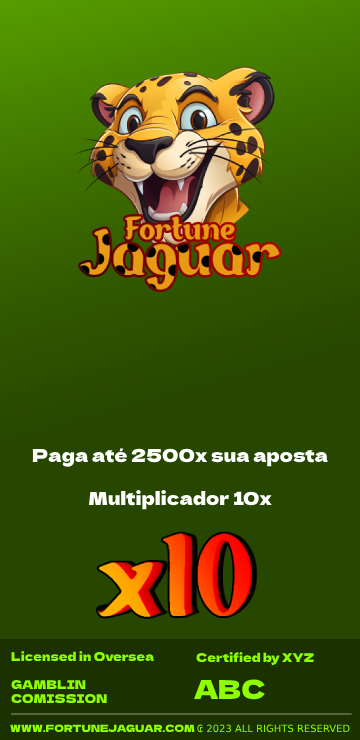 Fortune
Jaguar
Paga até 2500x sua aposta
Multiplicador 10x
x10
Licensed in Oversea
Certified by XYZ
GAMBLIN
COMISSION
ABC
WWW.FORTUNEJAGUAR.COM © 2023 ALL RIGHTS RESERVED